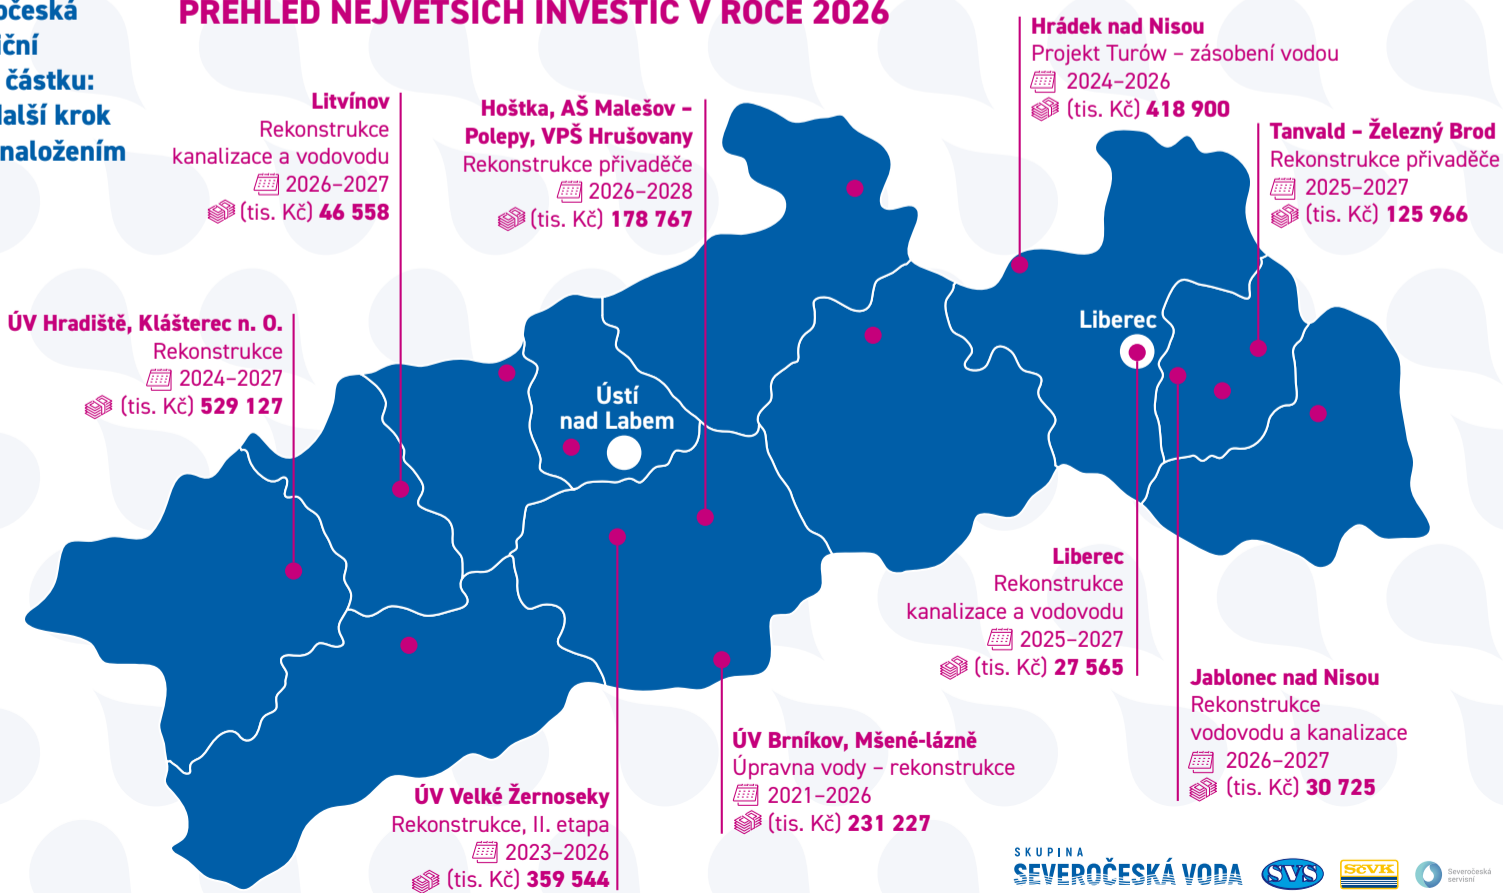 očeská
iční
částku:
další krok
naložením
PŘEHLED NEJVĚTŠÍCH INVESTIC V ROCE 2026
Litvínov
Rekonstrukce
kanalizace a vodovodu
2026–2027
(tis. Kč) 46 558
Hoštka, AŠ Malešov –
Polepy, VPŠ Hrušovany
Rekonstrukce přivaděče
2026–2028
(tis. Kč) 178 767
Hrádek nad Nisou
Projekt Turów – zásobení vodou
2024–2026
(tis. Kč) 418 900
Tanvald – Železný Brod
Rekonstrukce přivaděče
2025–2027
(tis. Kč) 125 966
ÚV Hradiště, Klášterec n. O.
Rekonstrukce
2024–2027
(tis. Kč) 529 127
Ústí
nad Labem
Liberec
Liberec
Rekonstrukce
kanalizace a vodovodu
2025–2027
(tis. Kč) 27 565
Jablonec nad Nisou
Rekonstrukce
vodovodu a kanalizace
2026–2027
(tis. Kč) 30 725
ÚV Brníkov, Mšené-lázně
Úpravna vody – rekonstrukce
2021–2026
(tis. Kč) 231 227
ÚV Velké Žernoseky
Rekonstrukce, II. etapa
2023–2026
(tis. Kč) 359 544
SKUPINA
SEVEROČESKÁ VODA
SVS
SčVK
Severočeská
servisní